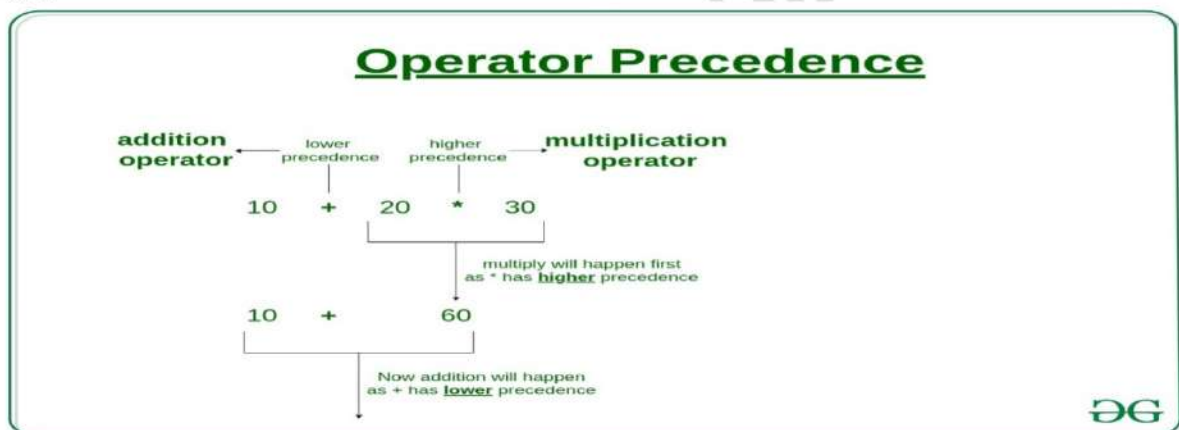 Operator Precedence
addition
operator
lower
precedence
higher
precedence
multiplication
operator
10 + 20 * 30
multiply will happen first
as * has higher precedence
10 + 60
Now addition will happen
as + has lower precedence